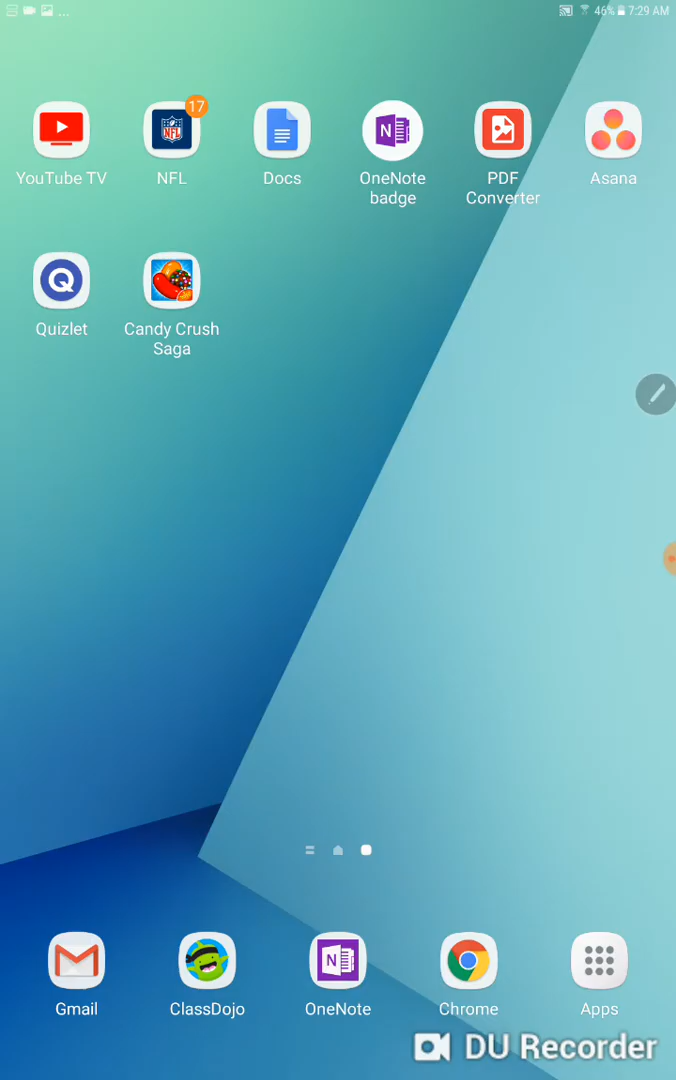 ... 46% 7:29 AM
17
NFL
N
YouTube TV NFL Docs OneNote badge PDF Converter Asana
Q
Quizlet Candy Crush Saga
N
Gmail ClassDojo OneNote Chrome Apps
DU Recorder